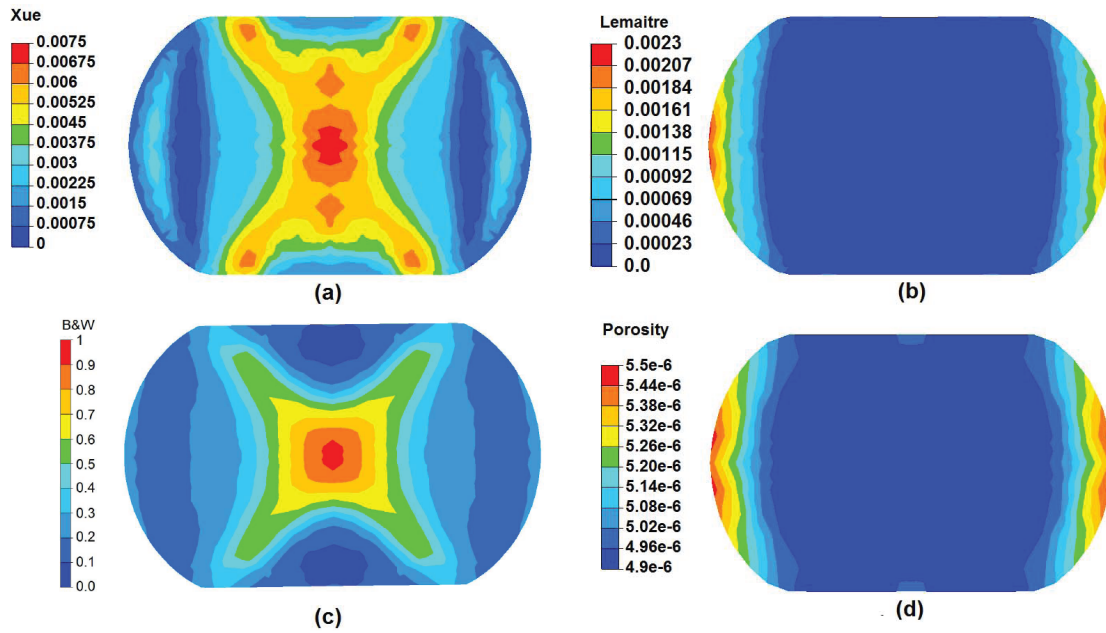 Xue
0.0075
0.00675
0.006
0.00525
0.0045
0.00375
0.003
0.00225
0.0015
0.00075
0
(a)
Lemaitre
0.0023
0.00207
0.00184
0.00161
0.00138
0.00115
0.00092
0.00069
0.00046
0.00023
0.0
(b)
B&W
1
0.9
0.8
0.7
0.6
0.5
0.4
0.3
0.2
0.1
0.0
(c)
Porosity
5.5e-6
5.44e-6
5.38e-6
5.32e-6
5.26e-6
5.20e-6
5.14e-6
5.08e-6
5.02e-6
4.96e-6
4.9e-6
(d)